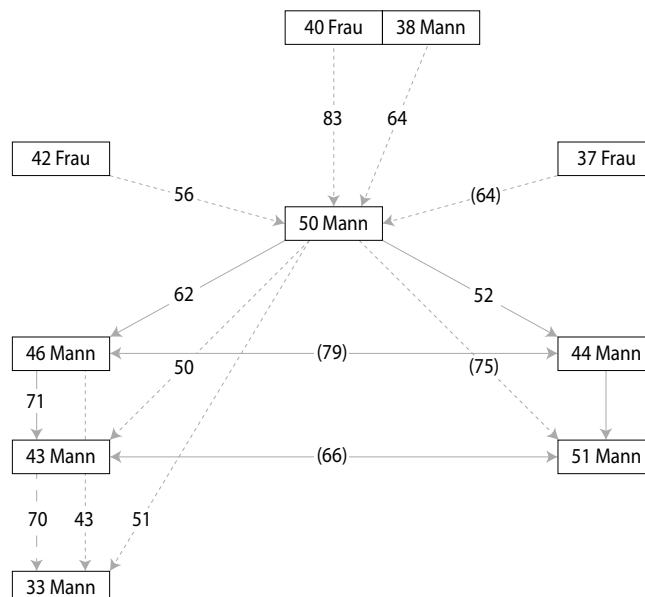 40 Frau 38 Mann
83 64
42 Frau 37 Frau
56 (64)
50 Mann
62 52
46 Mann (79) 44 Mann
50 (75)
71
43 Mann (66) 51 Mann
70 43 51
33 Mann